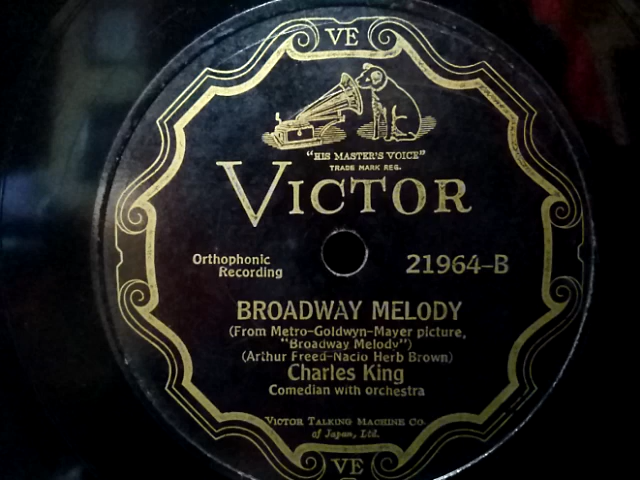 VE
"HIS MASTER'S VOICE"
TRADE MARK REG.
VICTOR
Orthophonic
Recording
21964-B
BROADWAY MELODY
(From Metro-Goldwyn-Mayer picture,
"Broadway Melody")
(Arthur Freed-Nacio Herb Brown)
Charles King
Comedian with orchestra
VICTOR TALKING MACHINE CO.
of Japan, Ltd.
VE